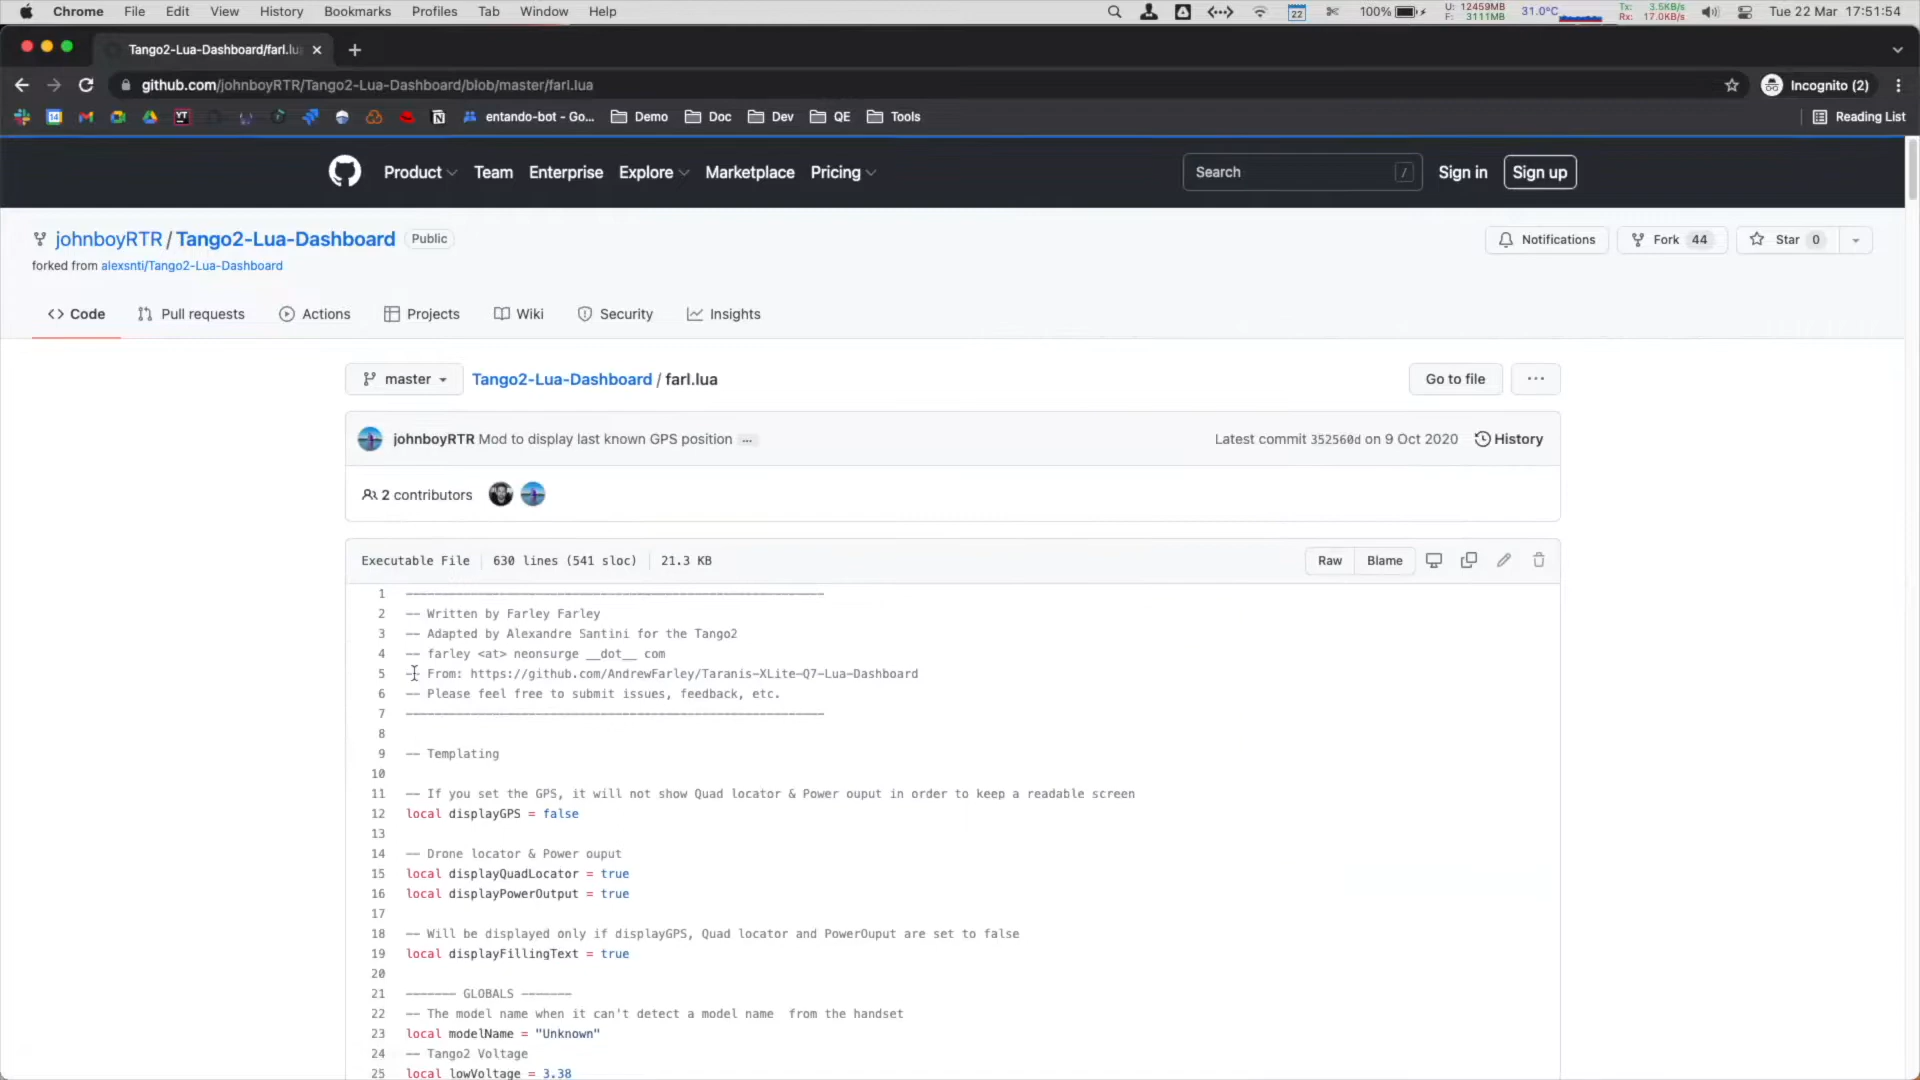 Chrome File Edit View History Bookmarks Profiles Tab Window Help 22 100% U: 12459MB F: 3111MB 31.0°C Tx: 3.5KB/s Rx: 17.0KB/s Tue 22 Mar 17:51:54
Tango2-Lua-Dashboard/farl.lu
github.com/johnboyRTR/Tango2-Lua-Dashboard/blob/master/farl.lua Incognito (2)
14 YT entando-bot - Go... Demo Doc Dev QE Tools Reading List
Product Team Enterprise Explore Marketplace Pricing Search / Sign in Sign up
johnboyRTR / Tango2-Lua-Dashboard Public Notifications Fork 44 Star 0
forked from alexsnti/Tango2-Lua-Dashboard
Code Pull requests Actions Projects Wiki Security Insights
master Tango2-Lua-Dashboard / farl.lua Go to file ...
johnboyRTR Mod to display last known GPS position ... Latest commit 352560d on 9 Oct 2020 History
2 contributors
Executable File 630 lines (541 sloc) 21.3 KB Raw Blame
1 ----------------------------------------------------------
2 -- Written by Farley Farley
3 -- Adapted by Alexandre Santini for the Tango2
4 -- farley <at> neonsurge __dot__ com
5 -- From: https://github.com/AndrewFarley/Taranis-XLite-Q7-Lua-Dashboard
6 -- Please feel free to submit issues, feedback, etc.
7 ----------------------------------------------------------
8
9 -- Templating
10
11 -- If you set the GPS, it will not show Quad locator & Power ouput in order to keep a readable screen
12 local displayGPS = false
13
14 -- Drone locator & Power ouput
15 local displayQuadLocator = true
16 local displayPowerOutput = true
17
18 -- Will be displayed only if displayGPS, Quad locator and PowerOuput are set to false
19 local displayFillingText = true
20
21 ------- GLOBALS -------
22 -- The model name when it can't detect a model name  from the handset
23 local modelName = "Unknown"
24 -- Tango2 Voltage
25 local lowVoltage = 3.38